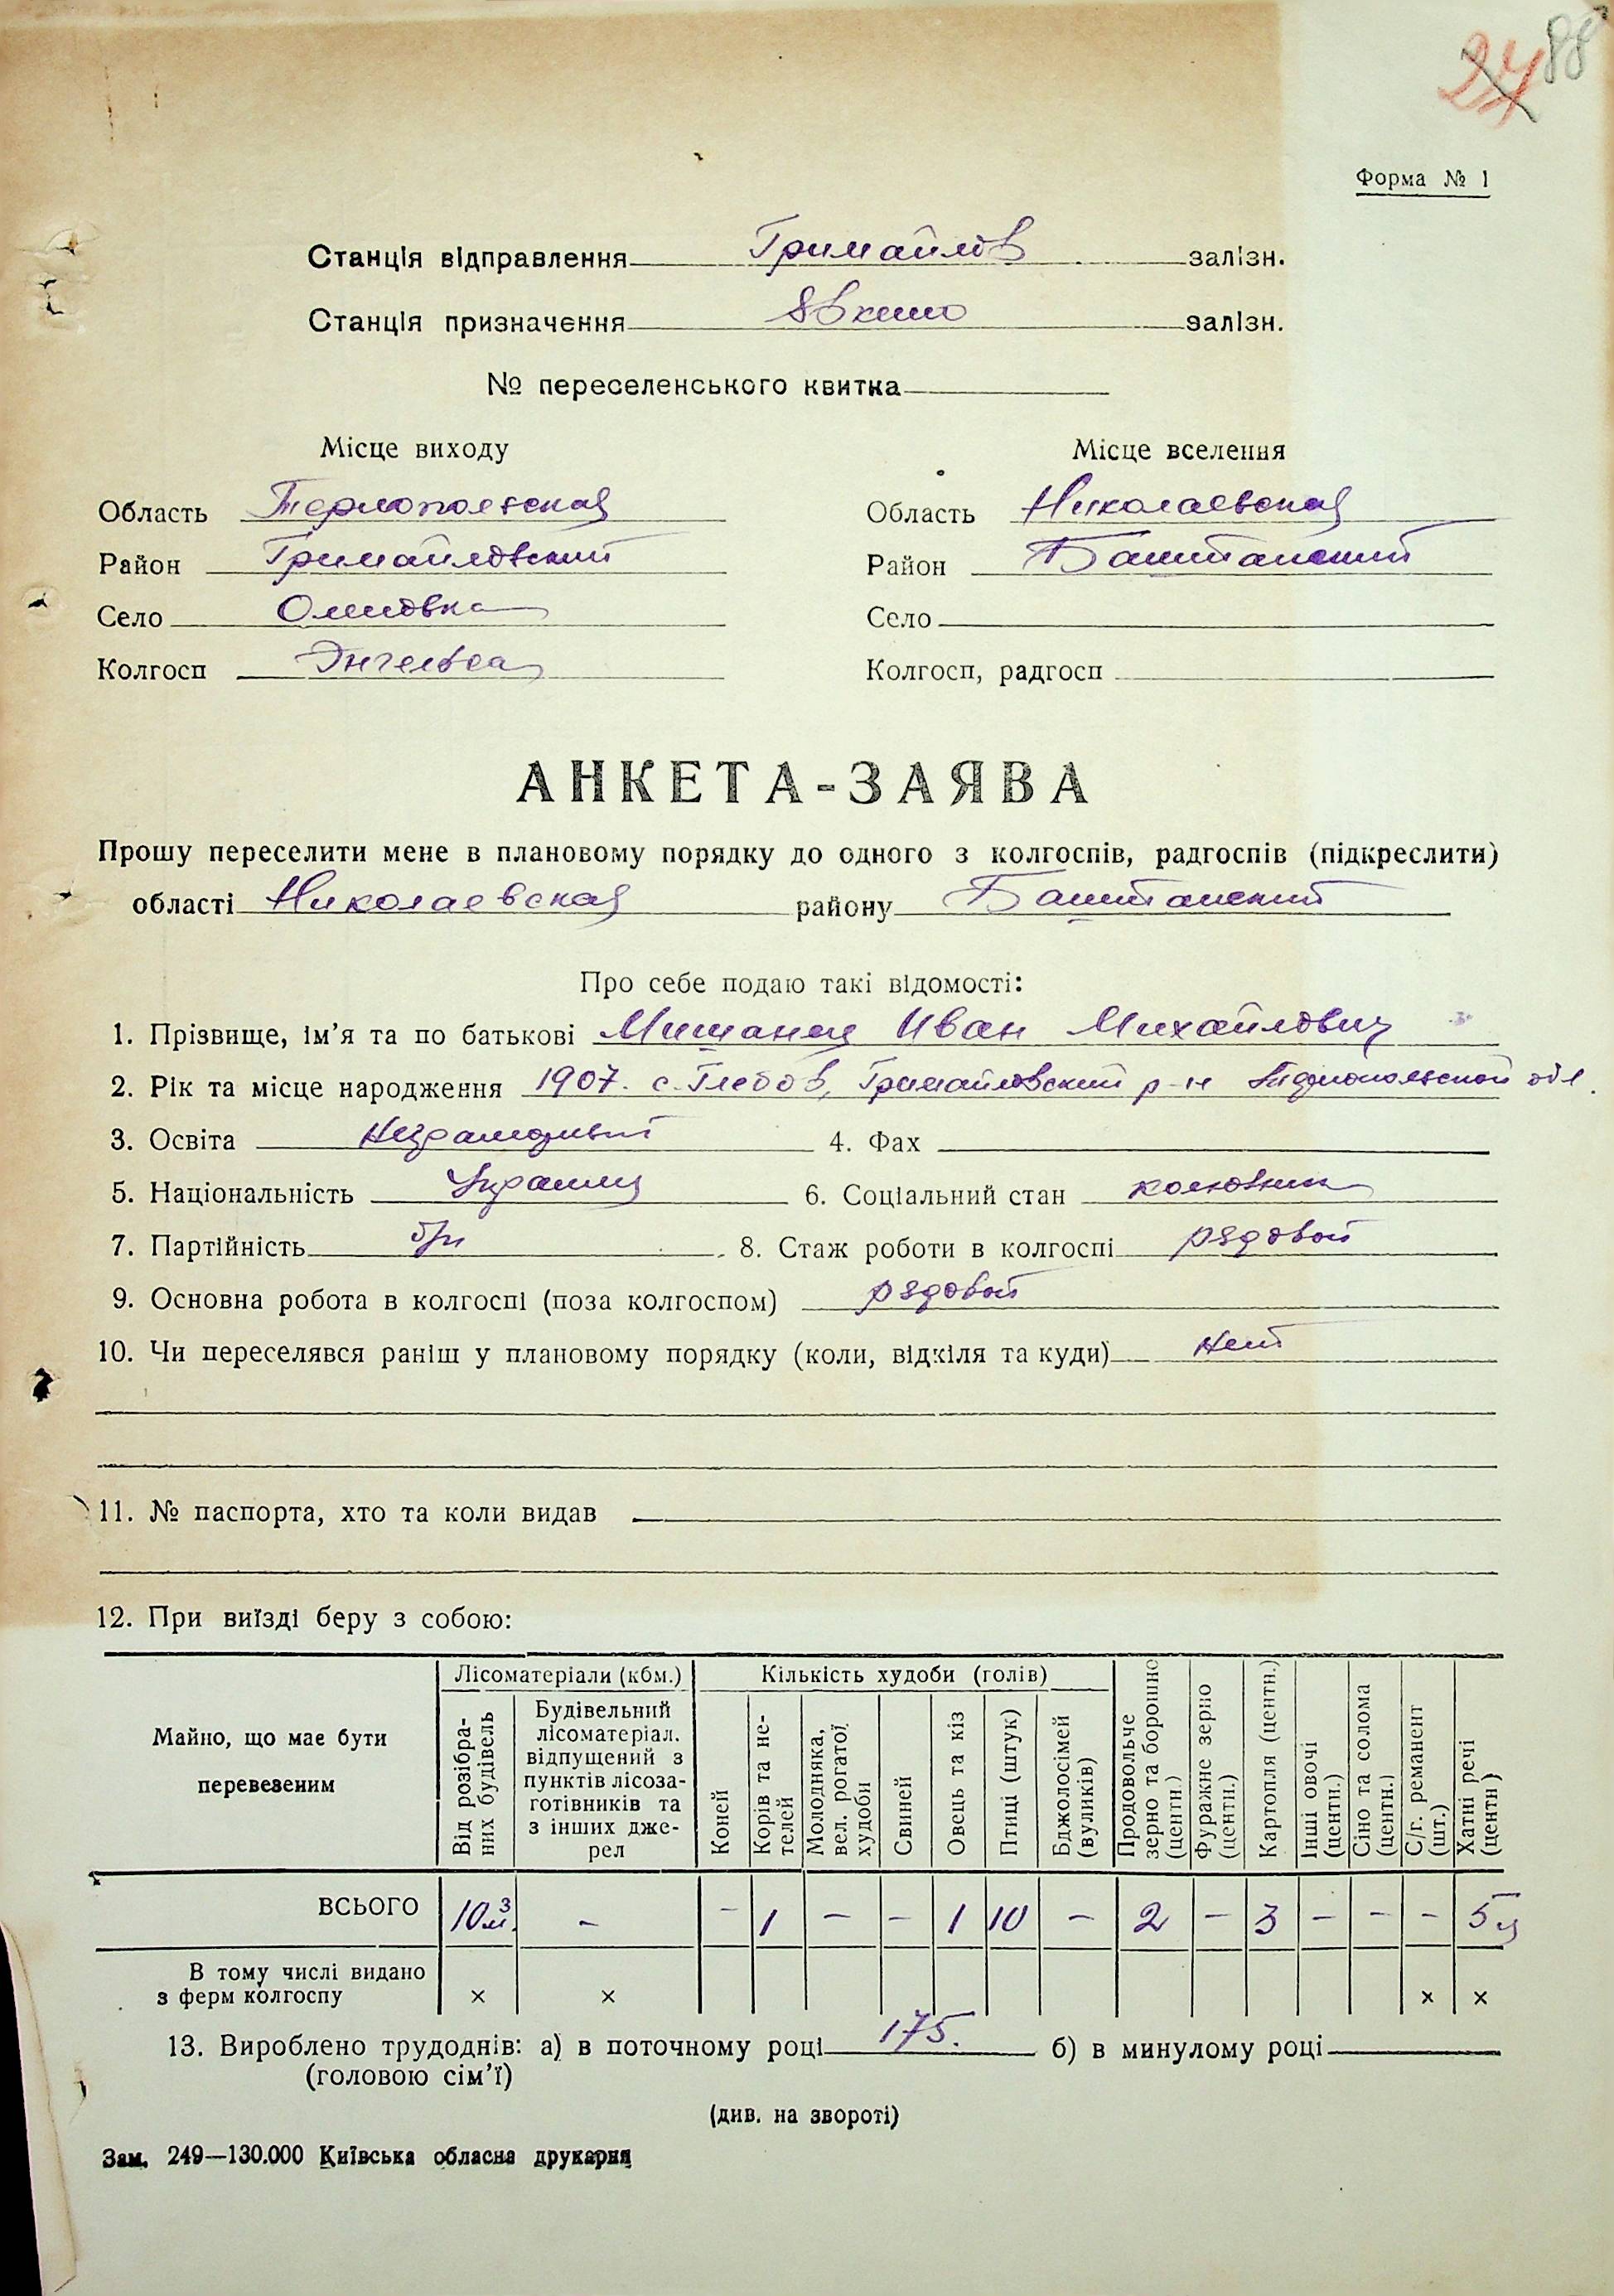 24 88
Форма № 1
Станція відправлення Гримайлов залізн.
Станція призначення Явкино залізн.
№ переселенського квитка
Місце виходу Місце вселення
Область Тернопольская Область Николаевская
Район Гримайловский Район Баштанский
Село Село
Колгосп Энгельса Колгосп, радгосп
АНКЕТА-ЗАЯВА
Прошу переселити мене в плановому порядку до одного з колгоспів, радгоспів (підкреслити)
області Николаевская району Баштанский
Про себе подаю такі відомості:
1. Прізвище, ім'я та по батькові Мишанец Иван Михайлович
2. Рік та місце народження 1907. с. Глебов, Гримайловский р-н Тернопольской обл.
3. Освіта неграмотный 4. Фах
5. Національність Украинец 6. Соціальний стан колхозник
7. Партійність б/п 8. Стаж роботи в колгоспі рядовой
9. Основна робота в колгоспі (поза колгоспом) рядовой
10. Чи переселявся раніш у плановому порядку (коли, відкіля та куди) нет
11. № паспорта, хто та коли видав
12. При виїзді беру з собою:
Майно, що має бути перевезеним
Лісоматеріали (кбм.) Кількість худоби (голів)
Від розібраних будівель
Будівельний лісоматеріал. відпущений з пунктів лісозаготівників та з інших джерел
Коней
Корів та нетелей
Молодняка, вел. рогатої худоби
Свиней
Овець та кіз
Птиці (штук)
Бджолосімей (вуликів)
Продовольче зерно та борошно (центн.)
Фуражне зерно (центн.)
Картопля (центн.)
Інші овочі (центн.)
Сіно та солома (центн.)
С/г. реманент (шт.)
Хатні речі (центн)
ВСЬОГО 10 м³. – – 1 – – 1 10 – 2 – 3 – – – 5 ц
В тому числі видано з ферм колгоспу × × × ×
13. Вироблено трудоднів: а) в поточному році 175. б) в минулому році
(головою сім'ї)
(див. на звороті)
Зам. 249—130.000 Київська обласна друкарня